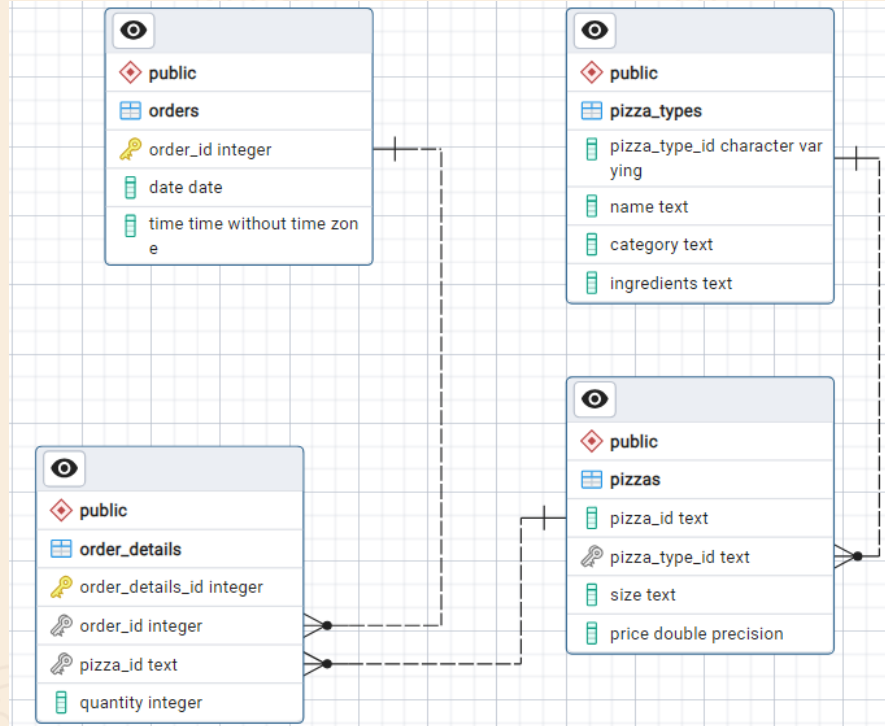 public
orders
order_id integer
date date
time time without time zon
e
public
pizza_types
pizza_type_id character var
ying
name text
category text
ingredients text
public
order_details
order_details_id integer
order_id integer
pizza_id text
quantity integer
public
pizzas
pizza_id text
pizza_type_id text
size text
price double precision